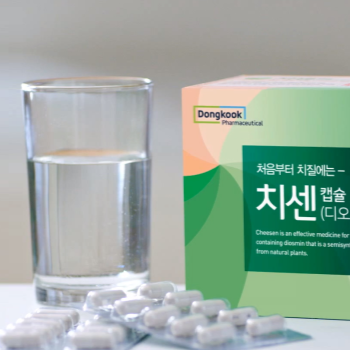 Dongkook
Pharmaceutical
처음부터 치질에는 –
치센 캡슐
(디오
Cheesen is an effective medicine for
containing diosmin that is a semisyn
from natural plants.